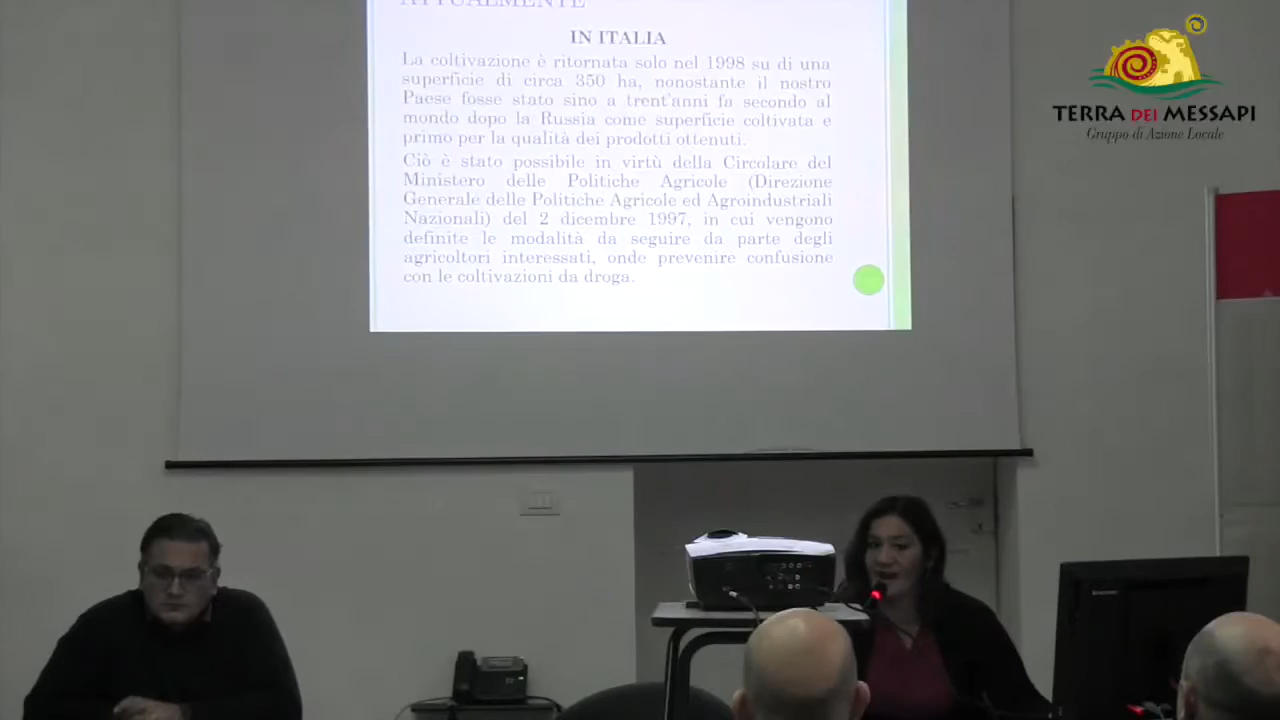 ATTUALMENTE
IN ITALIA
La coltivazione è ritornata solo nel 1998 su di una
superficie di circa 350 ha, nonostante il nostro
Paese fosse stato sino a trent'anni fa secondo al
mondo dopo la Russia come superficie coltivata e
primo per la qualità dei prodotti ottenuti.
Ciò è stato possibile in virtù della Circolare del
Ministero delle Politiche Agricole (Direzione
Generale delle Politiche Agricole ed Agroindustriali
Nazionali) del 2 dicembre 1997, in cui vengono
definite le modalità da seguire da parte degli
agricoltori interessati, onde prevenire confusione
con le coltivazioni da droga.
TERRA DEI MESSAPI
Gruppo di Azione Locale